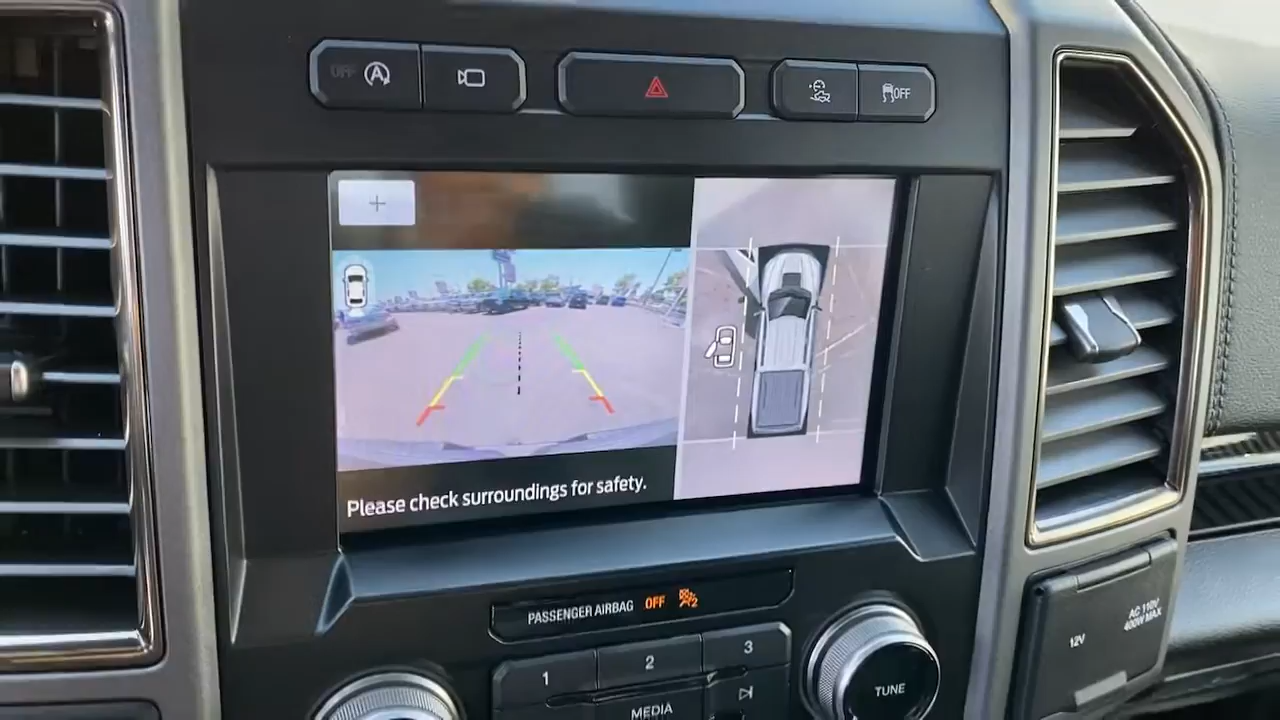 OFF A
OFF
+
Please check surroundings for safety.
PASSENGER AIRBAG OFF 2
1 2 3
MEDIA
TUNE
12V
AC 110V
400W MAX